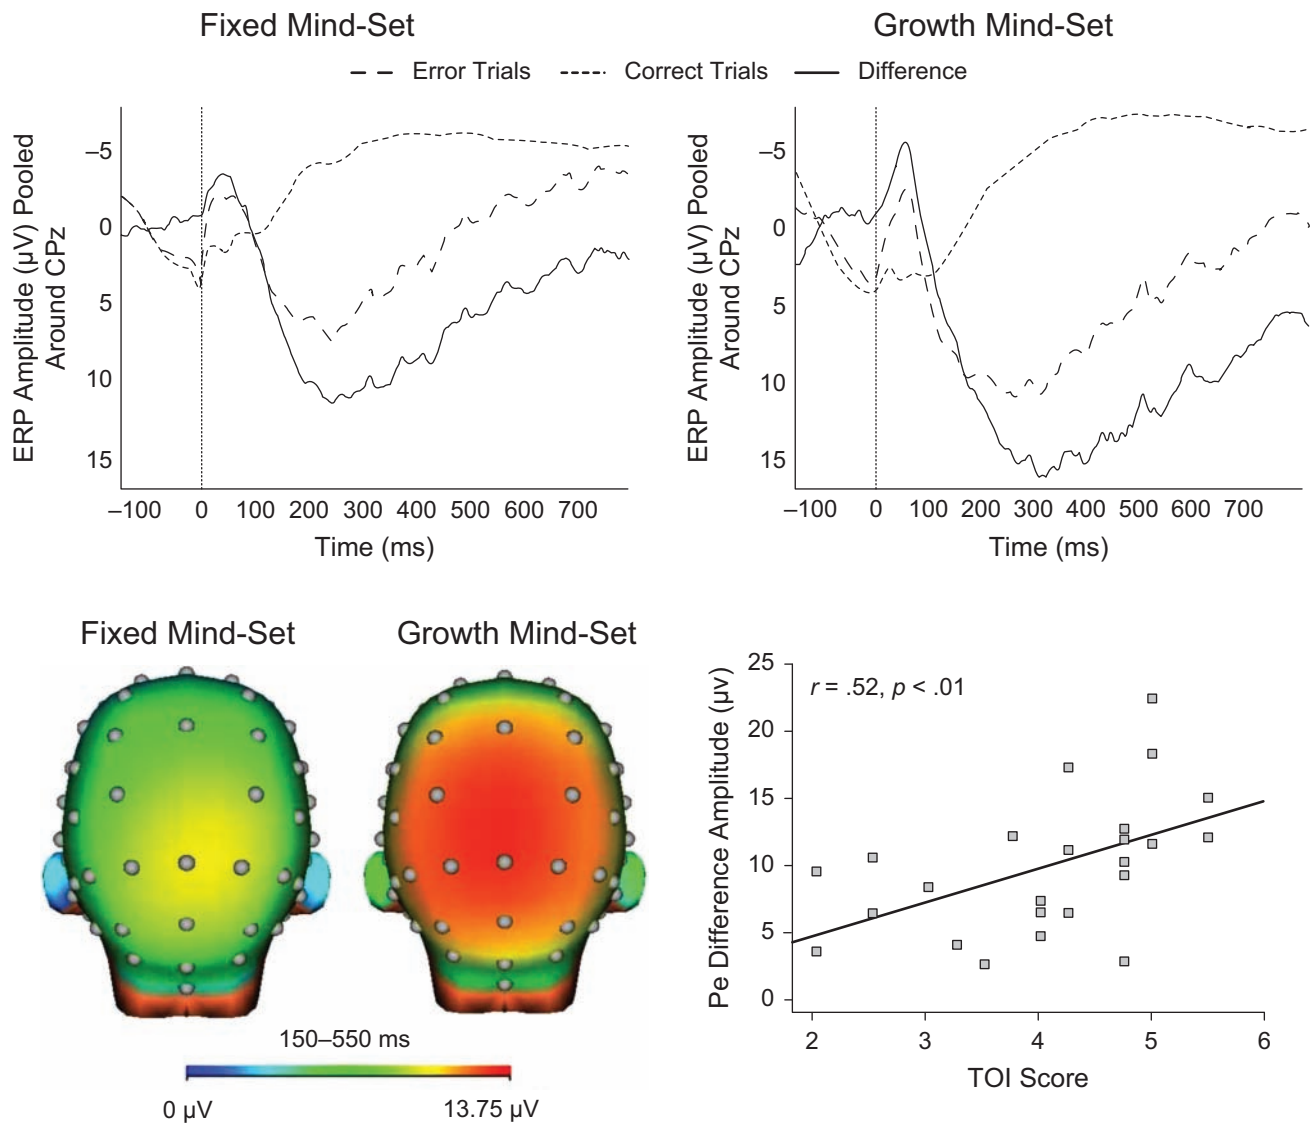 Fixed Mind-Set
Growth Mind-Set
Error Trials
Correct Trials
Difference
ERP Amplitude (µV) Pooled
Around CPz
–5
0
5
10
15
–100 0 100 200 300 400 500 600 700
Time (ms)
ERP Amplitude (µV) Pooled
Around CPz
–5
0
5
10
15
–100 0 100 200 300 400 500 600 700
Time (ms)
Fixed Mind-Set
Growth Mind-Set
150–550 ms
0 µV
13.75 µV
Pe Difference Amplitude (µv)
25
20
15
10
5
0
r = .52, p < .01
2 3 4 5 6
TOI Score